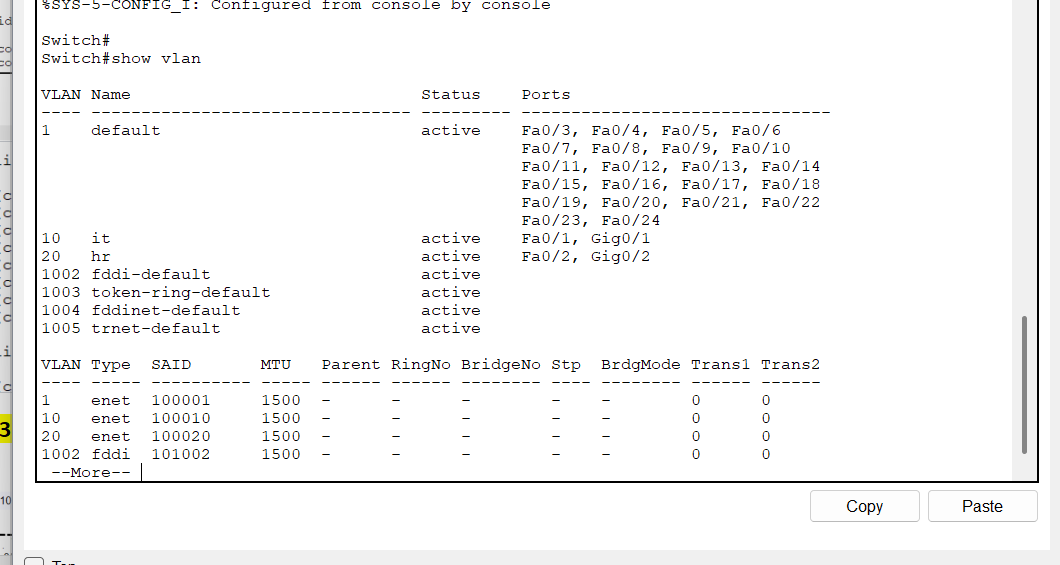 %SYS-5-CONFIG_I: Configured from console by console
Switch#
Switch#show vlan
VLAN Name                             Status    Ports
---- -------------------------------- --------- -------------------------------
1    default                          active    Fa0/3, Fa0/4, Fa0/5, Fa0/6
                                                Fa0/7, Fa0/8, Fa0/9, Fa0/10
                                                Fa0/11, Fa0/12, Fa0/13, Fa0/14
                                                Fa0/15, Fa0/16, Fa0/17, Fa0/18
                                                Fa0/19, Fa0/20, Fa0/21, Fa0/22
                                                Fa0/23, Fa0/24
10   it                               active    Fa0/1, Gig0/1
20   hr                               active    Fa0/2, Gig0/2
1002 fddi-default                     active
1003 token-ring-default               active
1004 fddinet-default                  active
1005 trnet-default                    active
VLAN Type  SAID       MTU   Parent RingNo BridgeNo Stp  BrdgMode Trans1 Trans2
---- ----- ---------- ----- ------ ------ -------- ---- -------- ------ ------
1    enet  100001     1500  -      -      -        -    -        0      0
10   enet  100010     1500  -      -      -        -    -        0      0
20   enet  100020     1500  -      -      -        -    -        0      0
1002 fddi  101002     1500  -      -      -        -    -        0      0
 --More--
Copy
Paste